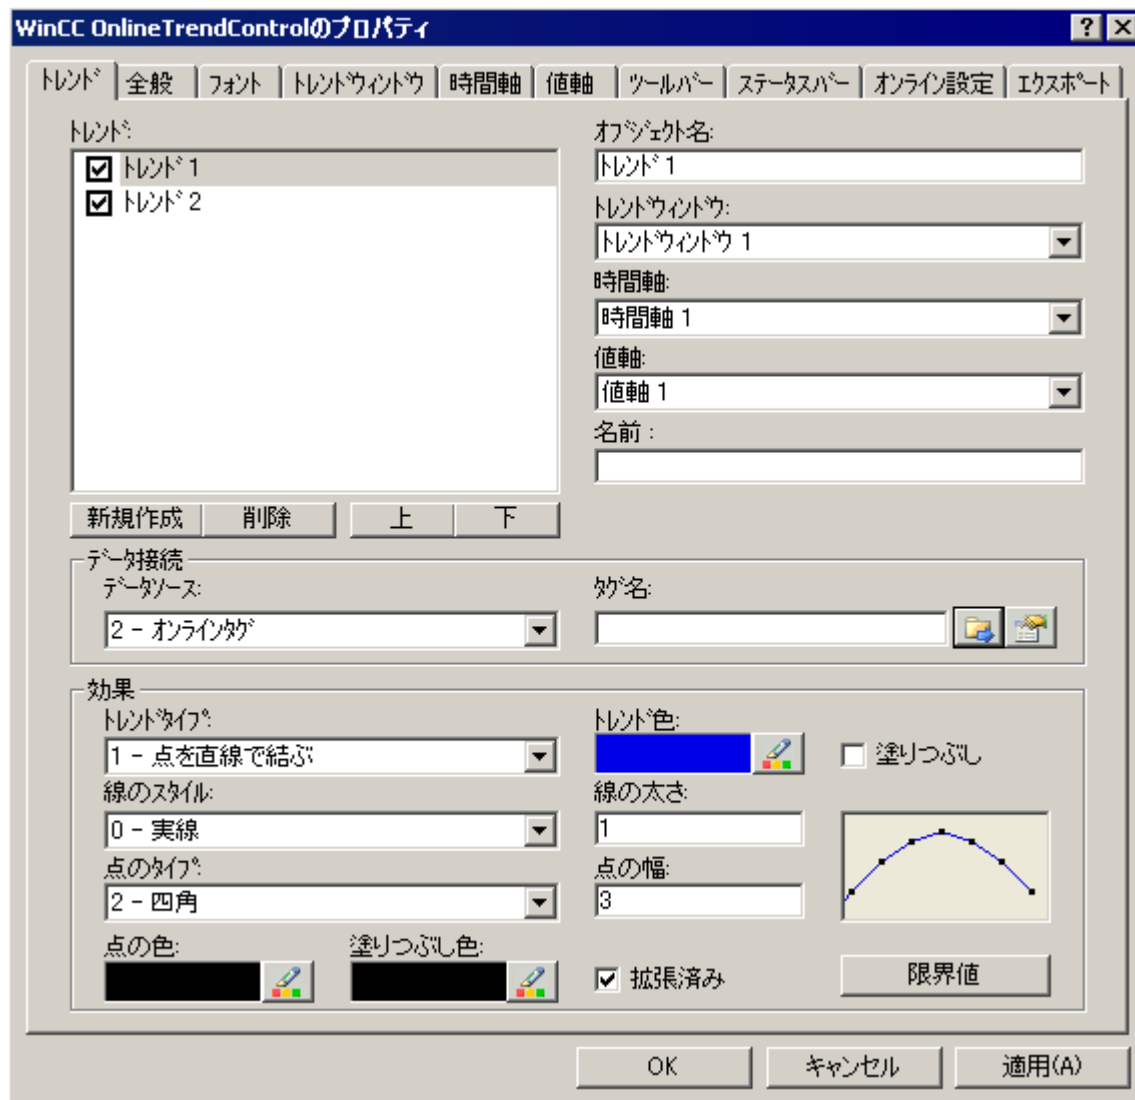 WinCC OnlineTrendControlのプロパティ
トレンド 全般 フォント トレンドウィンドウ 時間軸 値軸 ツールバー ステータスバー オンライン設定 エクスポート
トレンド:
トレンド 1
トレンド 2
新規作成 削除 上 下
オブジェクト名:
トレンド 1
トレンドウィンドウ:
トレンドウィンドウ 1
時間軸:
時間軸 1
値軸:
値軸 1
名前 :
データ接続
データソース:
2 - オンラインタグ
タグ名:
効果
トレンドタイプ:
1 - 点を直線で結ぶ
線のスタイル:
0 - 実線
点のタイプ:
2 - 四角
点の色: 塗りつぶし色:
トレンド色:
塗りつぶし
線の太さ:
1
点の幅:
3
拡張済み
限界値
OK キャンセル 適用(A)